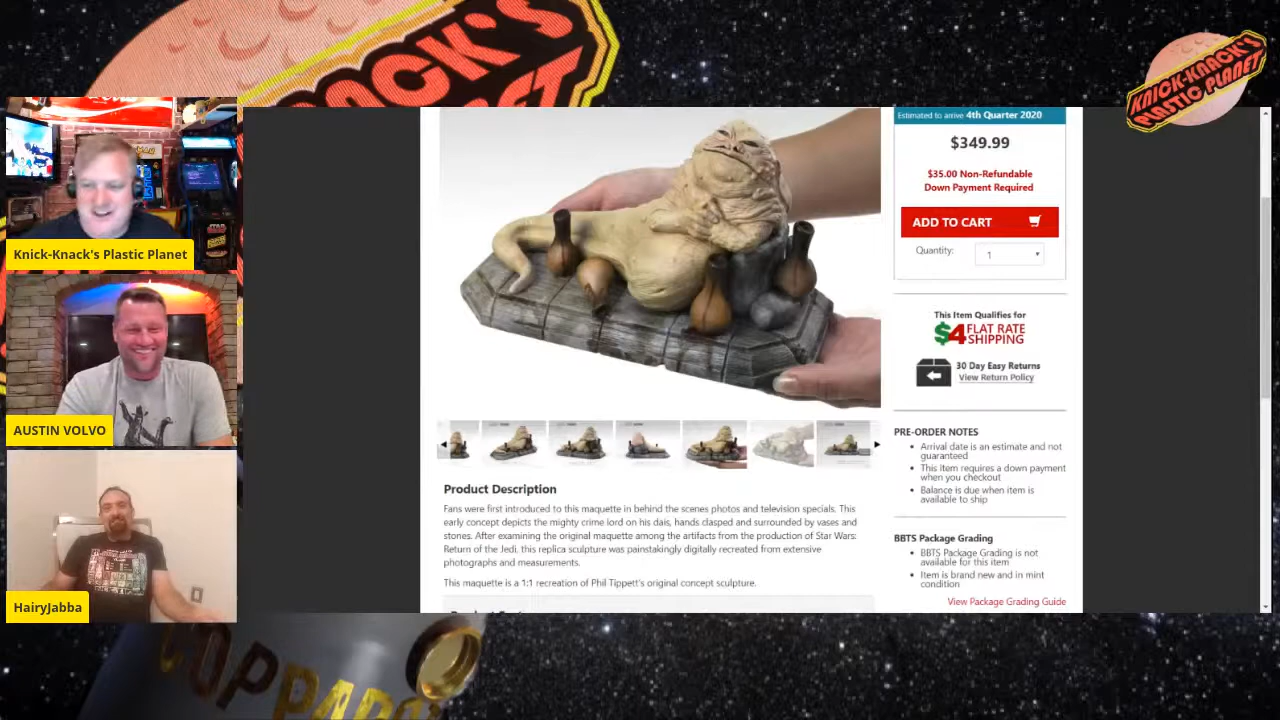 KNACK'S
PLANET
KNICK-KNACK'S
PLASTIC PLANET
Knick-Knack's Plastic Planet
AUSTIN VOLVO
HairyJabba
Estimated to arrive 4th Quarter 2020
$349.99
$35.00 Non-Refundable
Down Payment Required
ADD TO CART
Quantity:
1
This Item Qualifies for
$4 FLAT RATE
SHIPPING
30 Day Easy Returns
View Return Policy
PRE-ORDER NOTES
Arrival date is an estimate and not
guaranteed
This item requires a down payment
when you checkout
Balance is due when item is
available to ship
BBTS Package Grading
BBTS Package Grading is not
available for this item
Item is brand new and in mint
condition
View Package Grading Guide
Product Description
Fans were first introduced to this maquette in behind the scenes photos and television specials. This
early concept depicts the mighty crime lord on his dais, hands clasped and surrounded by vases and
stones. After examining the original maquette among the artifacts from the production of Star Wars:
Return of the Jedi, this replica sculpture was painstakingly digitally recreated from extensive
photographs and measurements.
This maquette is a 1:1 recreation of Phil Tippett's original concept sculpture.